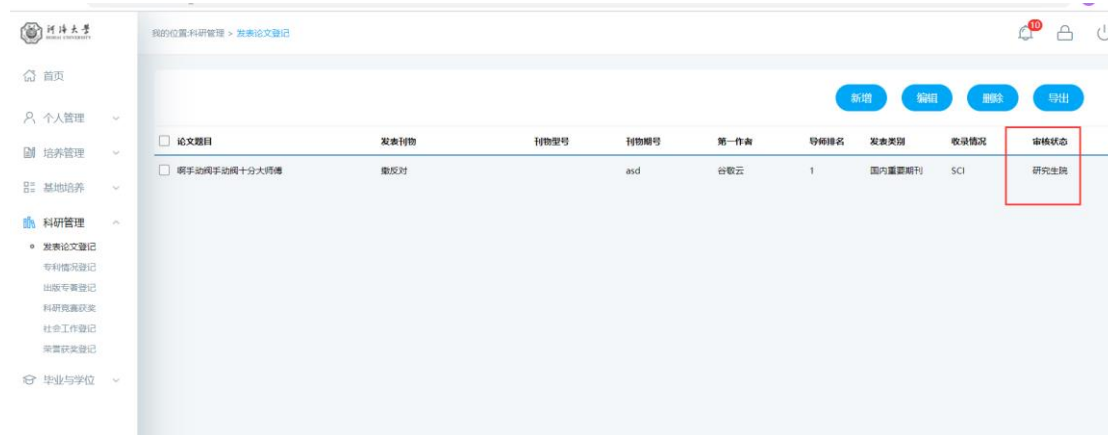 河海大学
HOHAI UNIVERSITY
我的位置:科研管理 > 发表论文登记
10
首页
个人管理
培养管理
基地培养
科研管理
发表论文登记
专利情况登记
出版专著登记
科研竞赛获奖
社会工作登记
荣誉获奖登记
毕业与学位
新增 编辑 删除 导出
论文题目 发表刊物 刊物型号 刊物期号 第一作者 导师排名 发表类别 收录情况 审核状态
啊手动阀手动阀十分大师傅 撒反对 asd 谷敬云 1 国内重要期刊 SCI 研究生院